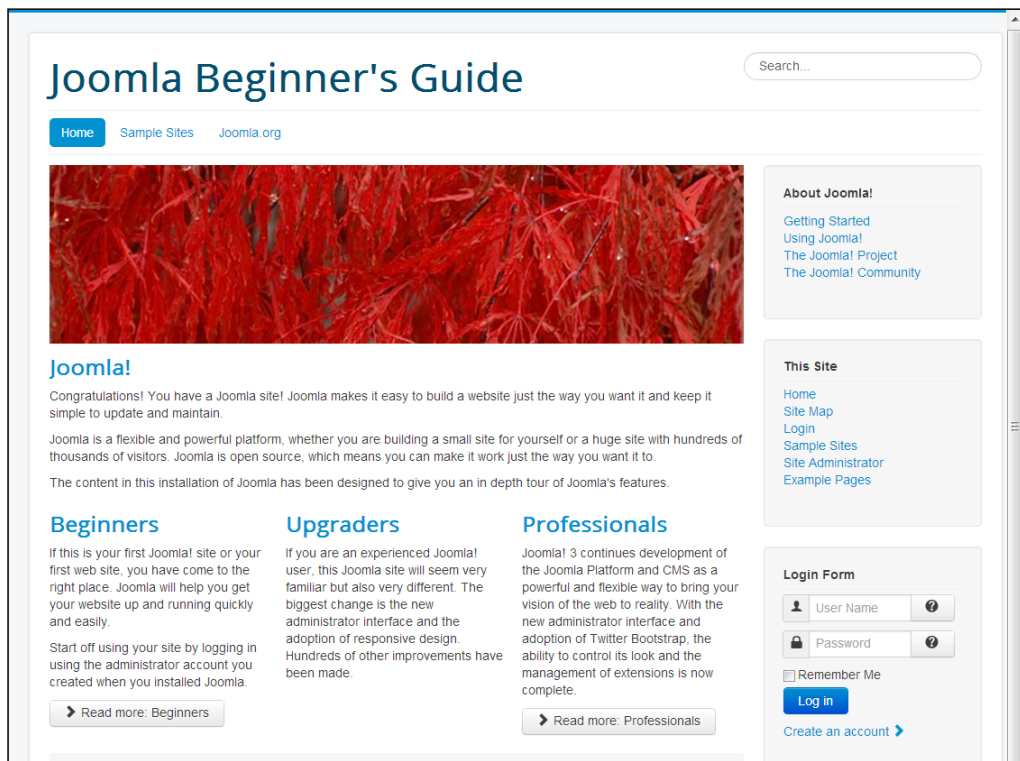 Joomla Beginner's Guide
Search...
Home Sample Sites Joomla.org
Joomla!
Congratulations! You have a Joomla site! Joomla makes it easy to build a website just the way you want it and keep it
simple to update and maintain.
Joomla is a flexible and powerful platform, whether you are building a small site for yourself or a huge site with hundreds of
thousands of visitors. Joomla is open source, which means you can make it work just the way you want it to.
The content in this installation of Joomla has been designed to give you an in depth tour of Joomla's features.
Beginners
If this is your first Joomla! site or your
first web site, you have come to the
right place. Joomla will help you get
your website up and running quickly
and easily.
Start off using your site by logging in
using the administrator account you
created when you installed Joomla.
Read more: Beginners
Upgraders
If you are an experienced Joomla!
user, this Joomla site will seem very
familiar but also very different. The
biggest change is the new
administrator interface and the
adoption of responsive design.
Hundreds of other improvements have
been made.
Professionals
Joomla! 3 continues development of
the Joomla Platform and CMS as a
powerful and flexible way to bring your
vision of the web to reality. With the
new administrator interface and
adoption of Twitter Bootstrap, the
ability to control its look and the
management of extensions is now
complete.
Read more: Professionals
About Joomla!
Getting Started
Using Joomla!
The Joomla! Project
The Joomla! Community
This Site
Home
Site Map
Login
Sample Sites
Site Administrator
Example Pages
Login Form
User Name
Password
Remember Me
Log in
Create an account